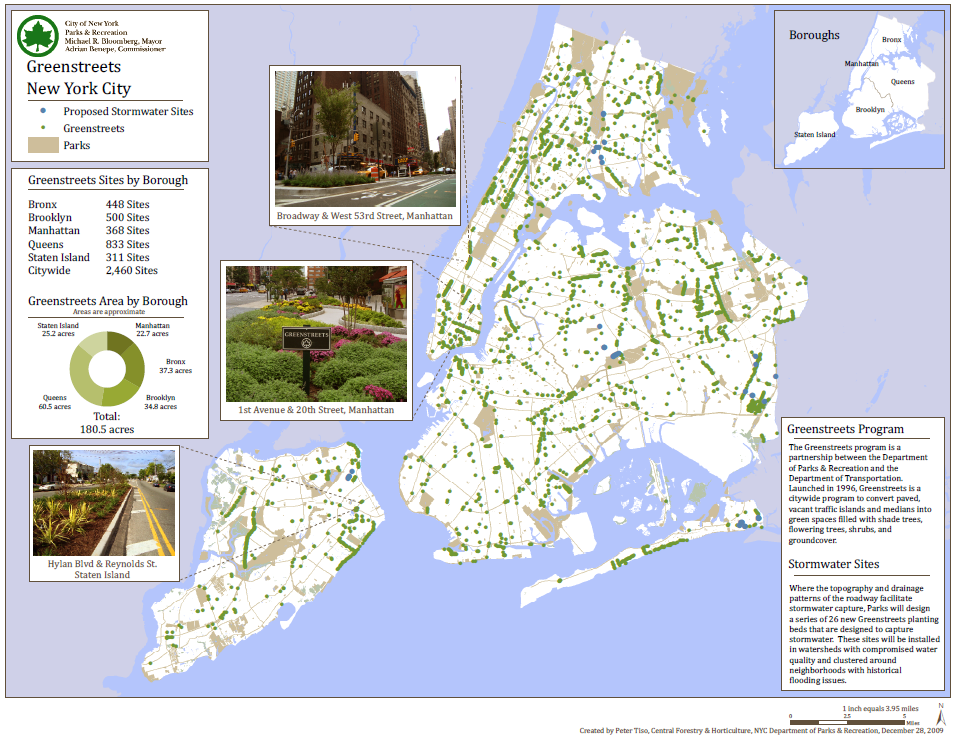 City of New York
Parks & Recreation
Michael R. Bloomberg, Mayor
Adrian Benepe, Commissioner
Greenstreets
New York City
Proposed Stormwater Sites
Greenstreets
Parks
Greenstreets Sites by Borough
Bronx 448 Sites
Brooklyn 500 Sites
Manhattan 368 Sites
Queens 833 Sites
Staten Island 311 Sites
Citywide 2,460 Sites
Greenstreets Area by Borough
Areas are approximate
Staten Island
25.2 acres
Manhattan
22.7 acres
Bronx
37.3 acres
Queens
60.5 acres
Brooklyn
34.8 acres
Total:
180.5 acres
Broadway & West 53rd Street, Manhattan
GREENSTREETS
1st Avenue & 20th Street, Manhattan
Hylan Blvd & Reynolds St.
Staten Island
Boroughs
Bronx
Manhattan
Queens
Brooklyn
Staten Island
Greenstreets Program
The Greenstreets program is a
partnership between the Department
of Parks & Recreation and the
Department of Transportation.
Launched in 1996, Greenstreets is a
citywide program to convert paved,
vacant traffic islands and medians into
green spaces filled with shade trees,
flowering trees, shrubs, and
groundcover.
Stormwater Sites
Where the topography and drainage
patterns of the roadway facilitate
stormwater capture, Parks will design
a series of 26 new Greenstreets planting
beds that are designed to capture
stormwater. These sites will be installed
in watersheds with compromised water
quality and clustered around
neighborhoods with historical
flooding issues.
1 inch equals 3.95 miles
N
0 2.5 5
Miles
Created by Peter Tiso, Central Forestry & Horticulture, NYC Department of Parks & Recreation, December 28, 2009